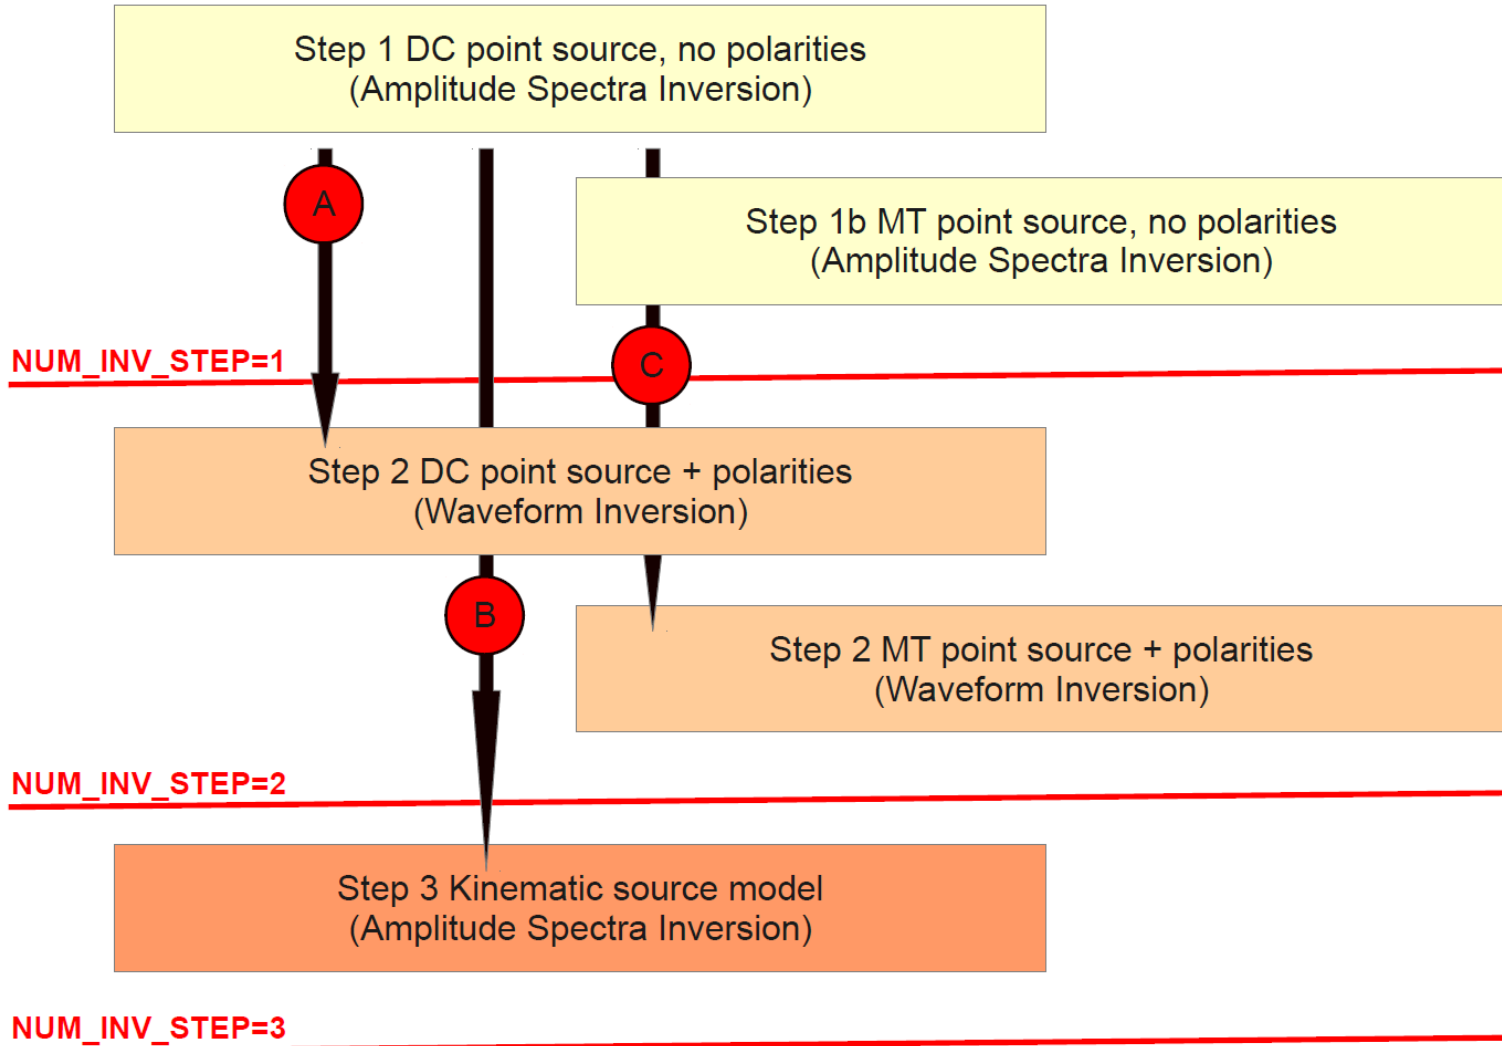 Step 1 DC point source, no polarities
(Amplitude Spectra Inversion)
A
Step 1b MT point source, no polarities
(Amplitude Spectra Inversion)
NUM_INV_STEP=1
C
Step 2 DC point source + polarities
(Waveform Inversion)
B
Step 2 MT point source + polarities
(Waveform Inversion)
NUM_INV_STEP=2
Step 3 Kinematic source model
(Amplitude Spectra Inversion)
NUM_INV_STEP=3